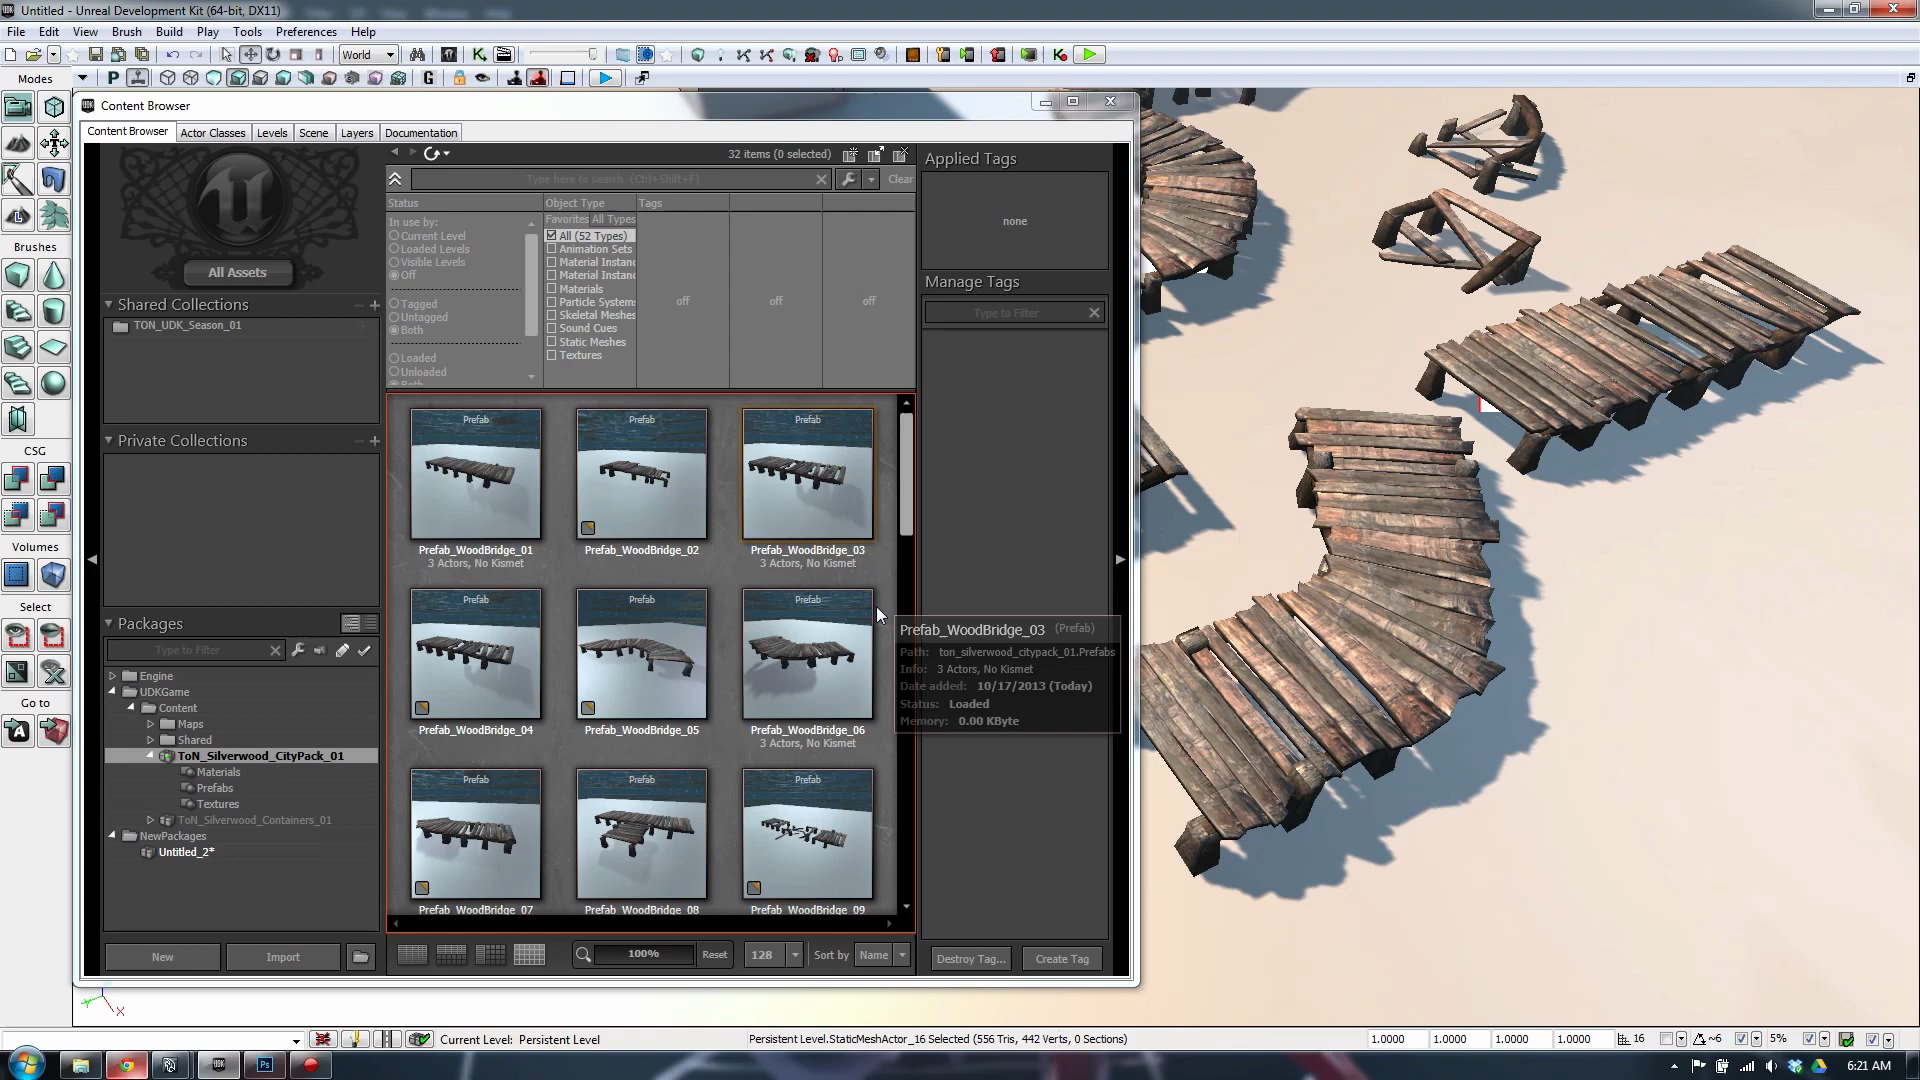 Untitled - Unreal Development Kit (64-bit, DX11)
File Edit View Brush Build Play Tools Preferences Help
World
Modes
P G
Content Browser
Content Browser Actor Classes Levels Scene Layers Documentation
32 items (0 selected)
Type here to search (Ctrl+Shift+F)
Clear
Status
Object Type
Tags
In use by:
Current Level
Loaded Levels
Visible Levels
Off
Tagged
Untagged
Both
Loaded
Unloaded
Both
Favorites All Types
All (52 Types)
Animation Sets
Material Instanc
Material Instanc
Materials
Particle Systems
Skeletal Meshes
Sound Cues
Static Meshes
Textures
off
off
off
Applied Tags
none
Manage Tags
Type to Filter
All Assets
Shared Collections
TON_UDK_Season_01
Private Collections
Packages
Type to Filter
Engine
UDKGame
Content
Maps
Shared
ToN_Silverwood_CityPack_01
Materials
Prefabs
Textures
ToN_Silverwood_Containers_01
NewPackages
Untitled_2*
New
Import
Brushes
CSG
Volumes
Select
Go to
Prefab
Prefab_WoodBridge_01
3 Actors, No Kismet
Prefab
Prefab_WoodBridge_02
Prefab
Prefab_WoodBridge_03
3 Actors, No Kismet
Prefab
Prefab_WoodBridge_04
Prefab
Prefab_WoodBridge_05
Prefab
Prefab_WoodBridge_06
3 Actors, No Kismet
Prefab
Prefab_WoodBridge_07
Prefab
Prefab_WoodBridge_08
Prefab
Prefab_WoodBridge_09
Prefab_WoodBridge_03 (Prefab)
Path: ton_silverwood_citypack_01.Prefabs
Info: 3 Actors, No Kismet
Date added: 10/17/2013 (Today)
Status: Loaded
Memory: 0.00 KByte
100%
Reset
128
Sort by
Name
Destroy Tag...
Create Tag
X
Current Level: Persistent Level
Persistent Level.StaticMeshActor_16 Selected (556 Tris, 442 Verts, 0 Sections)
1.0000 1.0000 1.0000 1.0000
16
~6
5%
Ps
6:21 AM